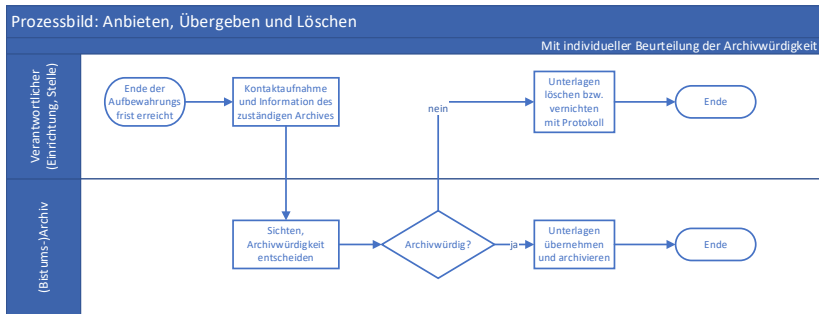 Prozessbild: Anbieten, Übergeben und Löschen
Mit individueller Beurteilung der Archivwürdigkeit
Verantwortlicher
(Einrichtung, Stelle)
Ende der
Aufbewahrungs
frist erreicht
Kontaktaufnahme
und Information des
zuständigen Archives
nein
Unterlagen
löschen bzw.
vernichten
mit Protokoll
Ende
(Bistums-)Archiv
Sichten,
Archivwürdigkeit
entscheiden
Archivwürdig?
ja
Unterlagen
übernehmen
und archivieren
Ende